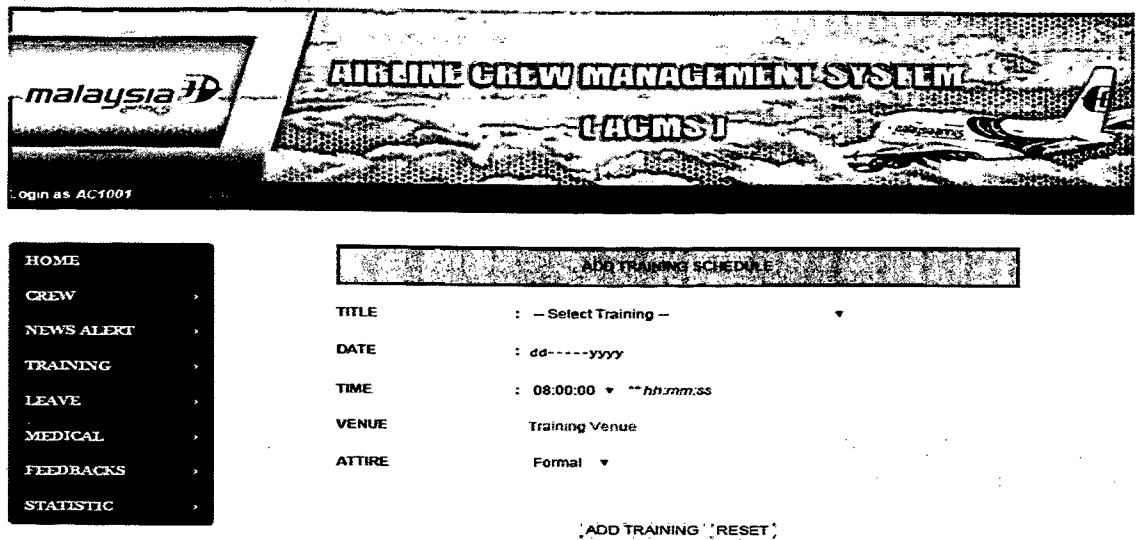 malaysia
airlines
AIRLINE CREW MANAGEMENT SYSTEM
[ACMS]
Login as AC1001
HOME
CREW ›
NEWS ALERT ›
TRAINING ›
LEAVE ›
MEDICAL ›
FEEDBACKS ›
STATISTIC ›
ADD TRAINING SCHEDULE
TITLE : -- Select Training --
DATE : dd-----yyyy
TIME : 08:00:00 **hh:mm:ss
VENUE Training Venue
ATTIRE Formal
ADD TRAINING RESET